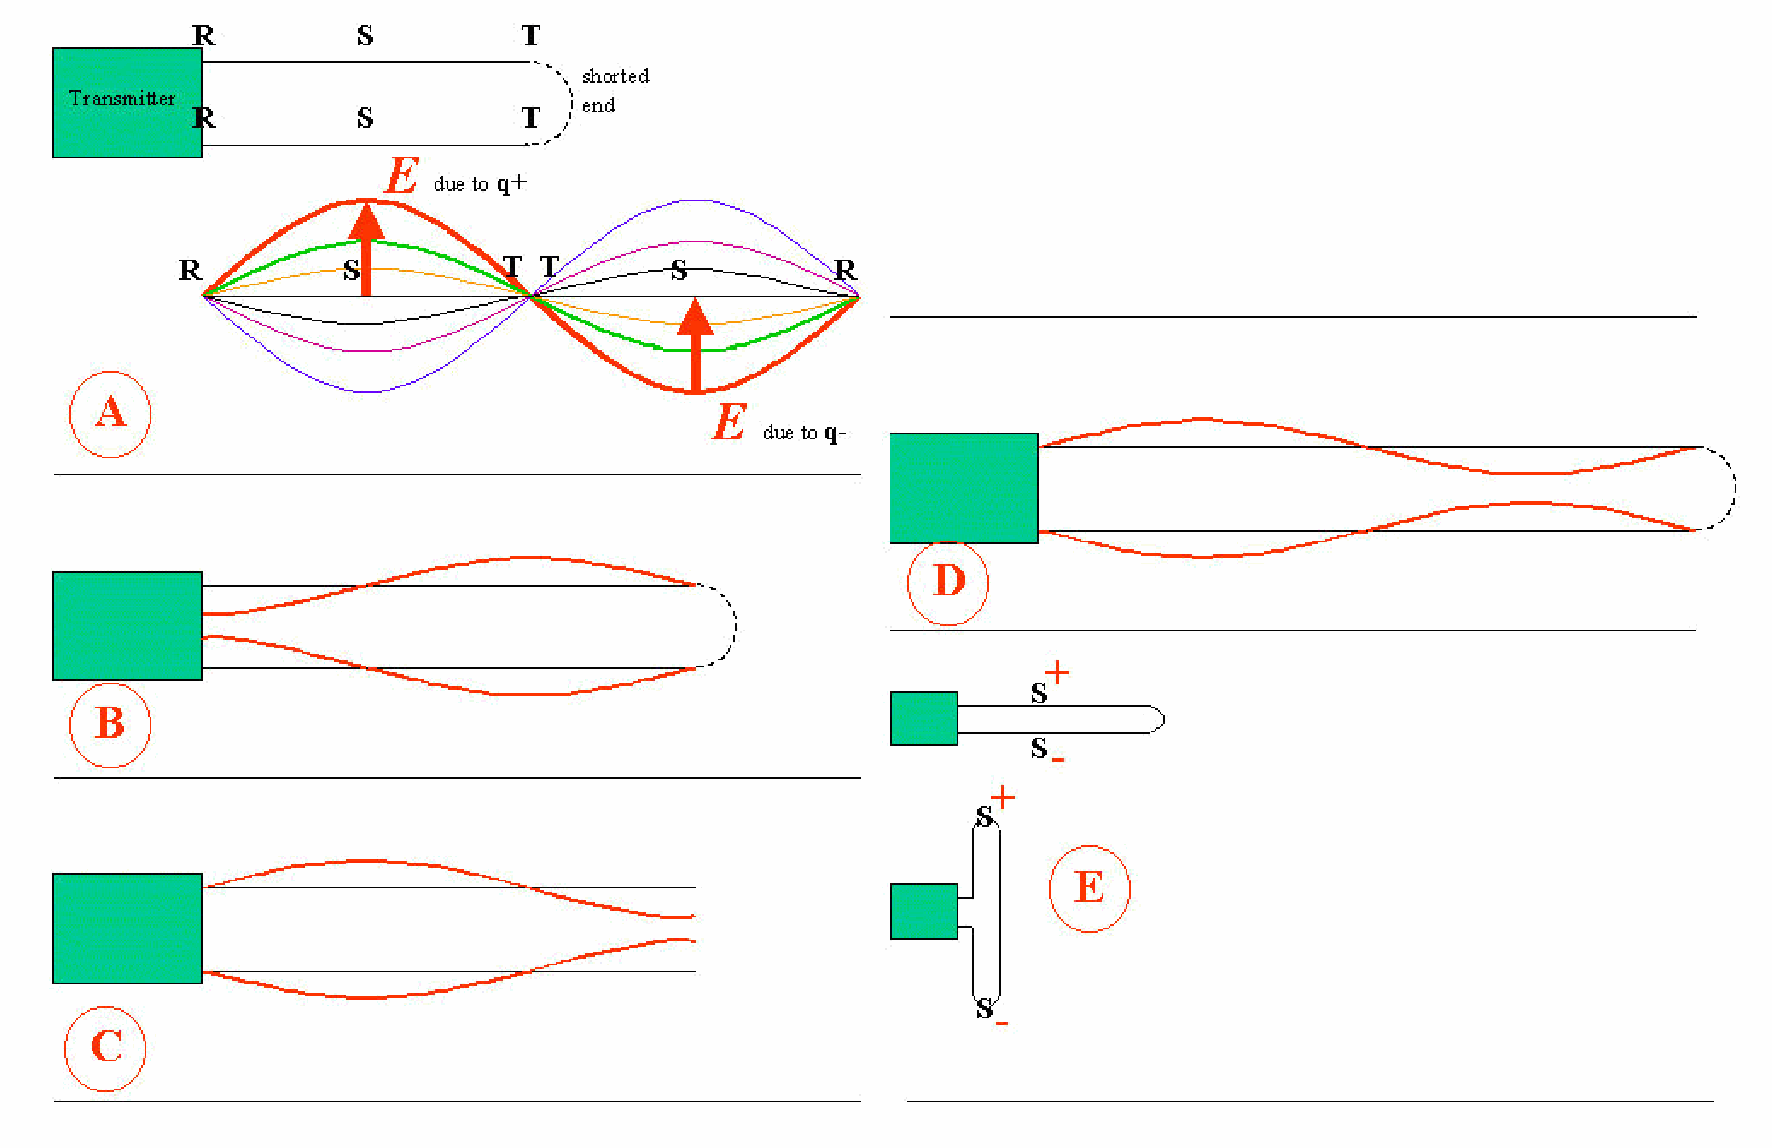 R S T
Transmitter
shorted
end
R S T
E due to q+
R S T T S R
E due to q-
A
B
C
D
S +
S -
S +
E
S -